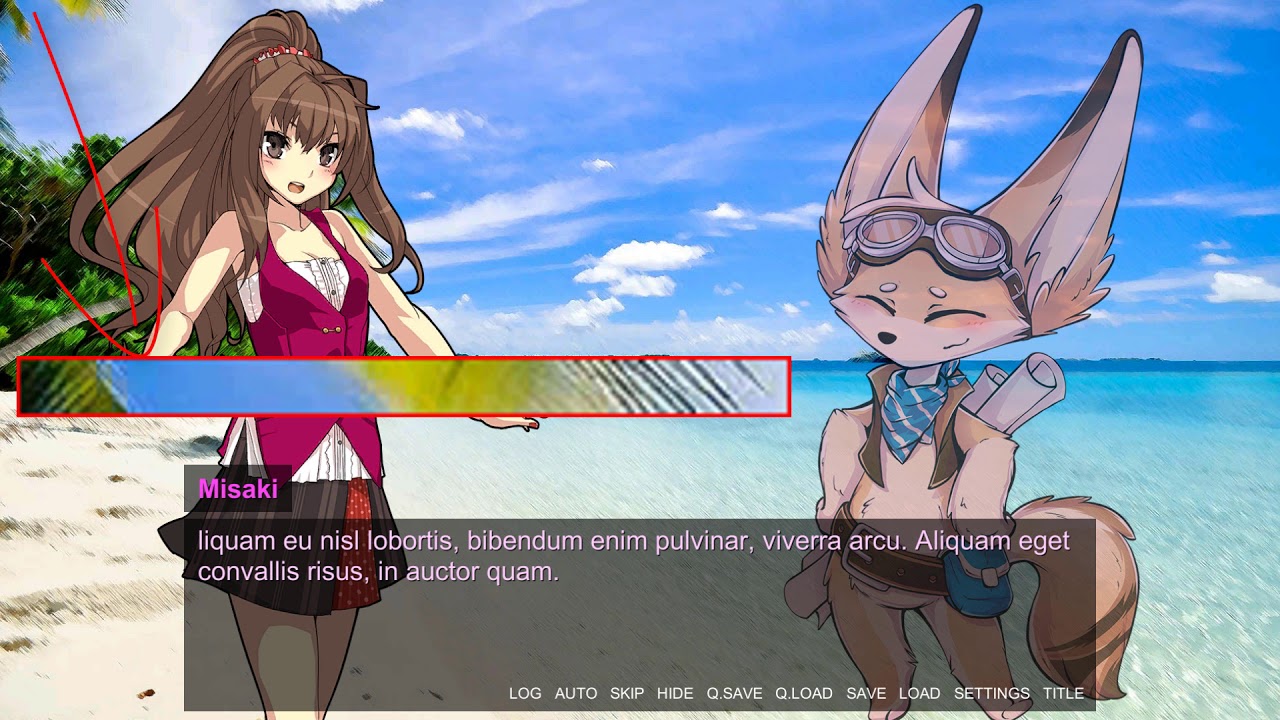 Misaki
liquam eu nisl lobortis, bibendum enim pulvinar, viverra arcu. Aliquam eget
convallis risus, in auctor quam.
LOG AUTO SKIP HIDE Q.SAVE Q.LOAD SAVE LOAD SETTINGS TITLE